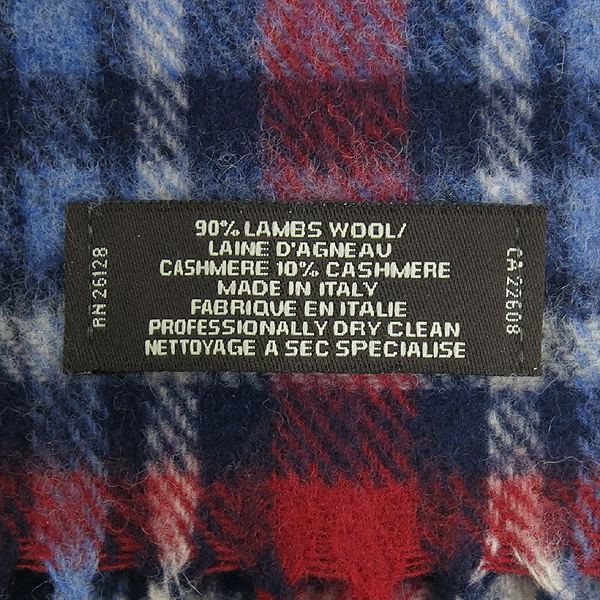 90% LAMBS WOOL/
LAINE D'AGNEAU
CASHMERE 10% CASHMERE
MADE IN ITALY
FABRIQUE EN ITALIE
PROFESSIONALLY DRY CLEAN
NETTOYAGE A SEC SPECIALISE
RN 26128
CA 22608